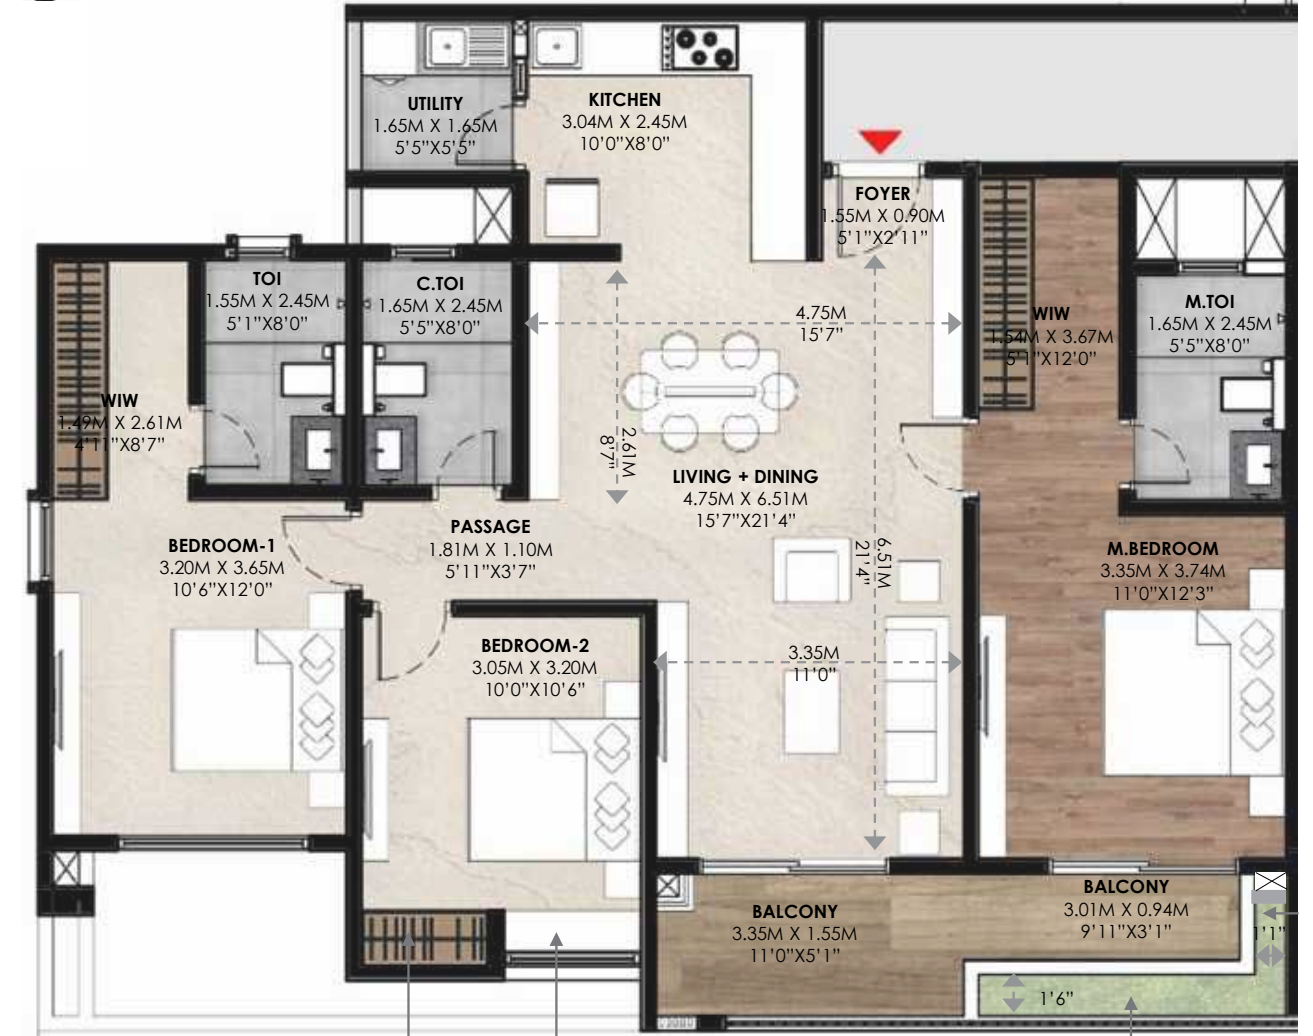 UTILITY
1.65M X 1.65M
5'5"X5'5"
KITCHEN
3.04M X 2.45M
10'0"X8'0"
FOYER
1.55M X 0.90M
5'1"X2'11"
TOI
1.55M X 2.45M
5'1"X8'0"
C.TOI
1.65M X 2.45M
5'5"X8'0"
4.75M
15'7"
WIW
1.54M X 3.67M
5'1"X12'0"
M.TOI
1.65M X 2.45M
5'5"X8'0"
WIW
1.49M X 2.61M
4'11"X8'7"
2.61M
8'7"
LIVING + DINING
4.75M X 6.51M
15'7"X21'4"
PASSAGE
1.81M X 1.10M
5'11"X3'7"
BEDROOM-1
3.20M X 3.65M
10'6"X12'0"
6.51M
21'4"
M.BEDROOM
3.35M X 3.74M
11'0"X12'3"
BEDROOM-2
3.05M X 3.20M
10'0"X10'6"
3.35M
11'0"
BALCONY
3.35M X 1.55M
11'0"X5'1"
BALCONY
3.01M X 0.94M
9'11"X3'1"
1'1"
1'6"